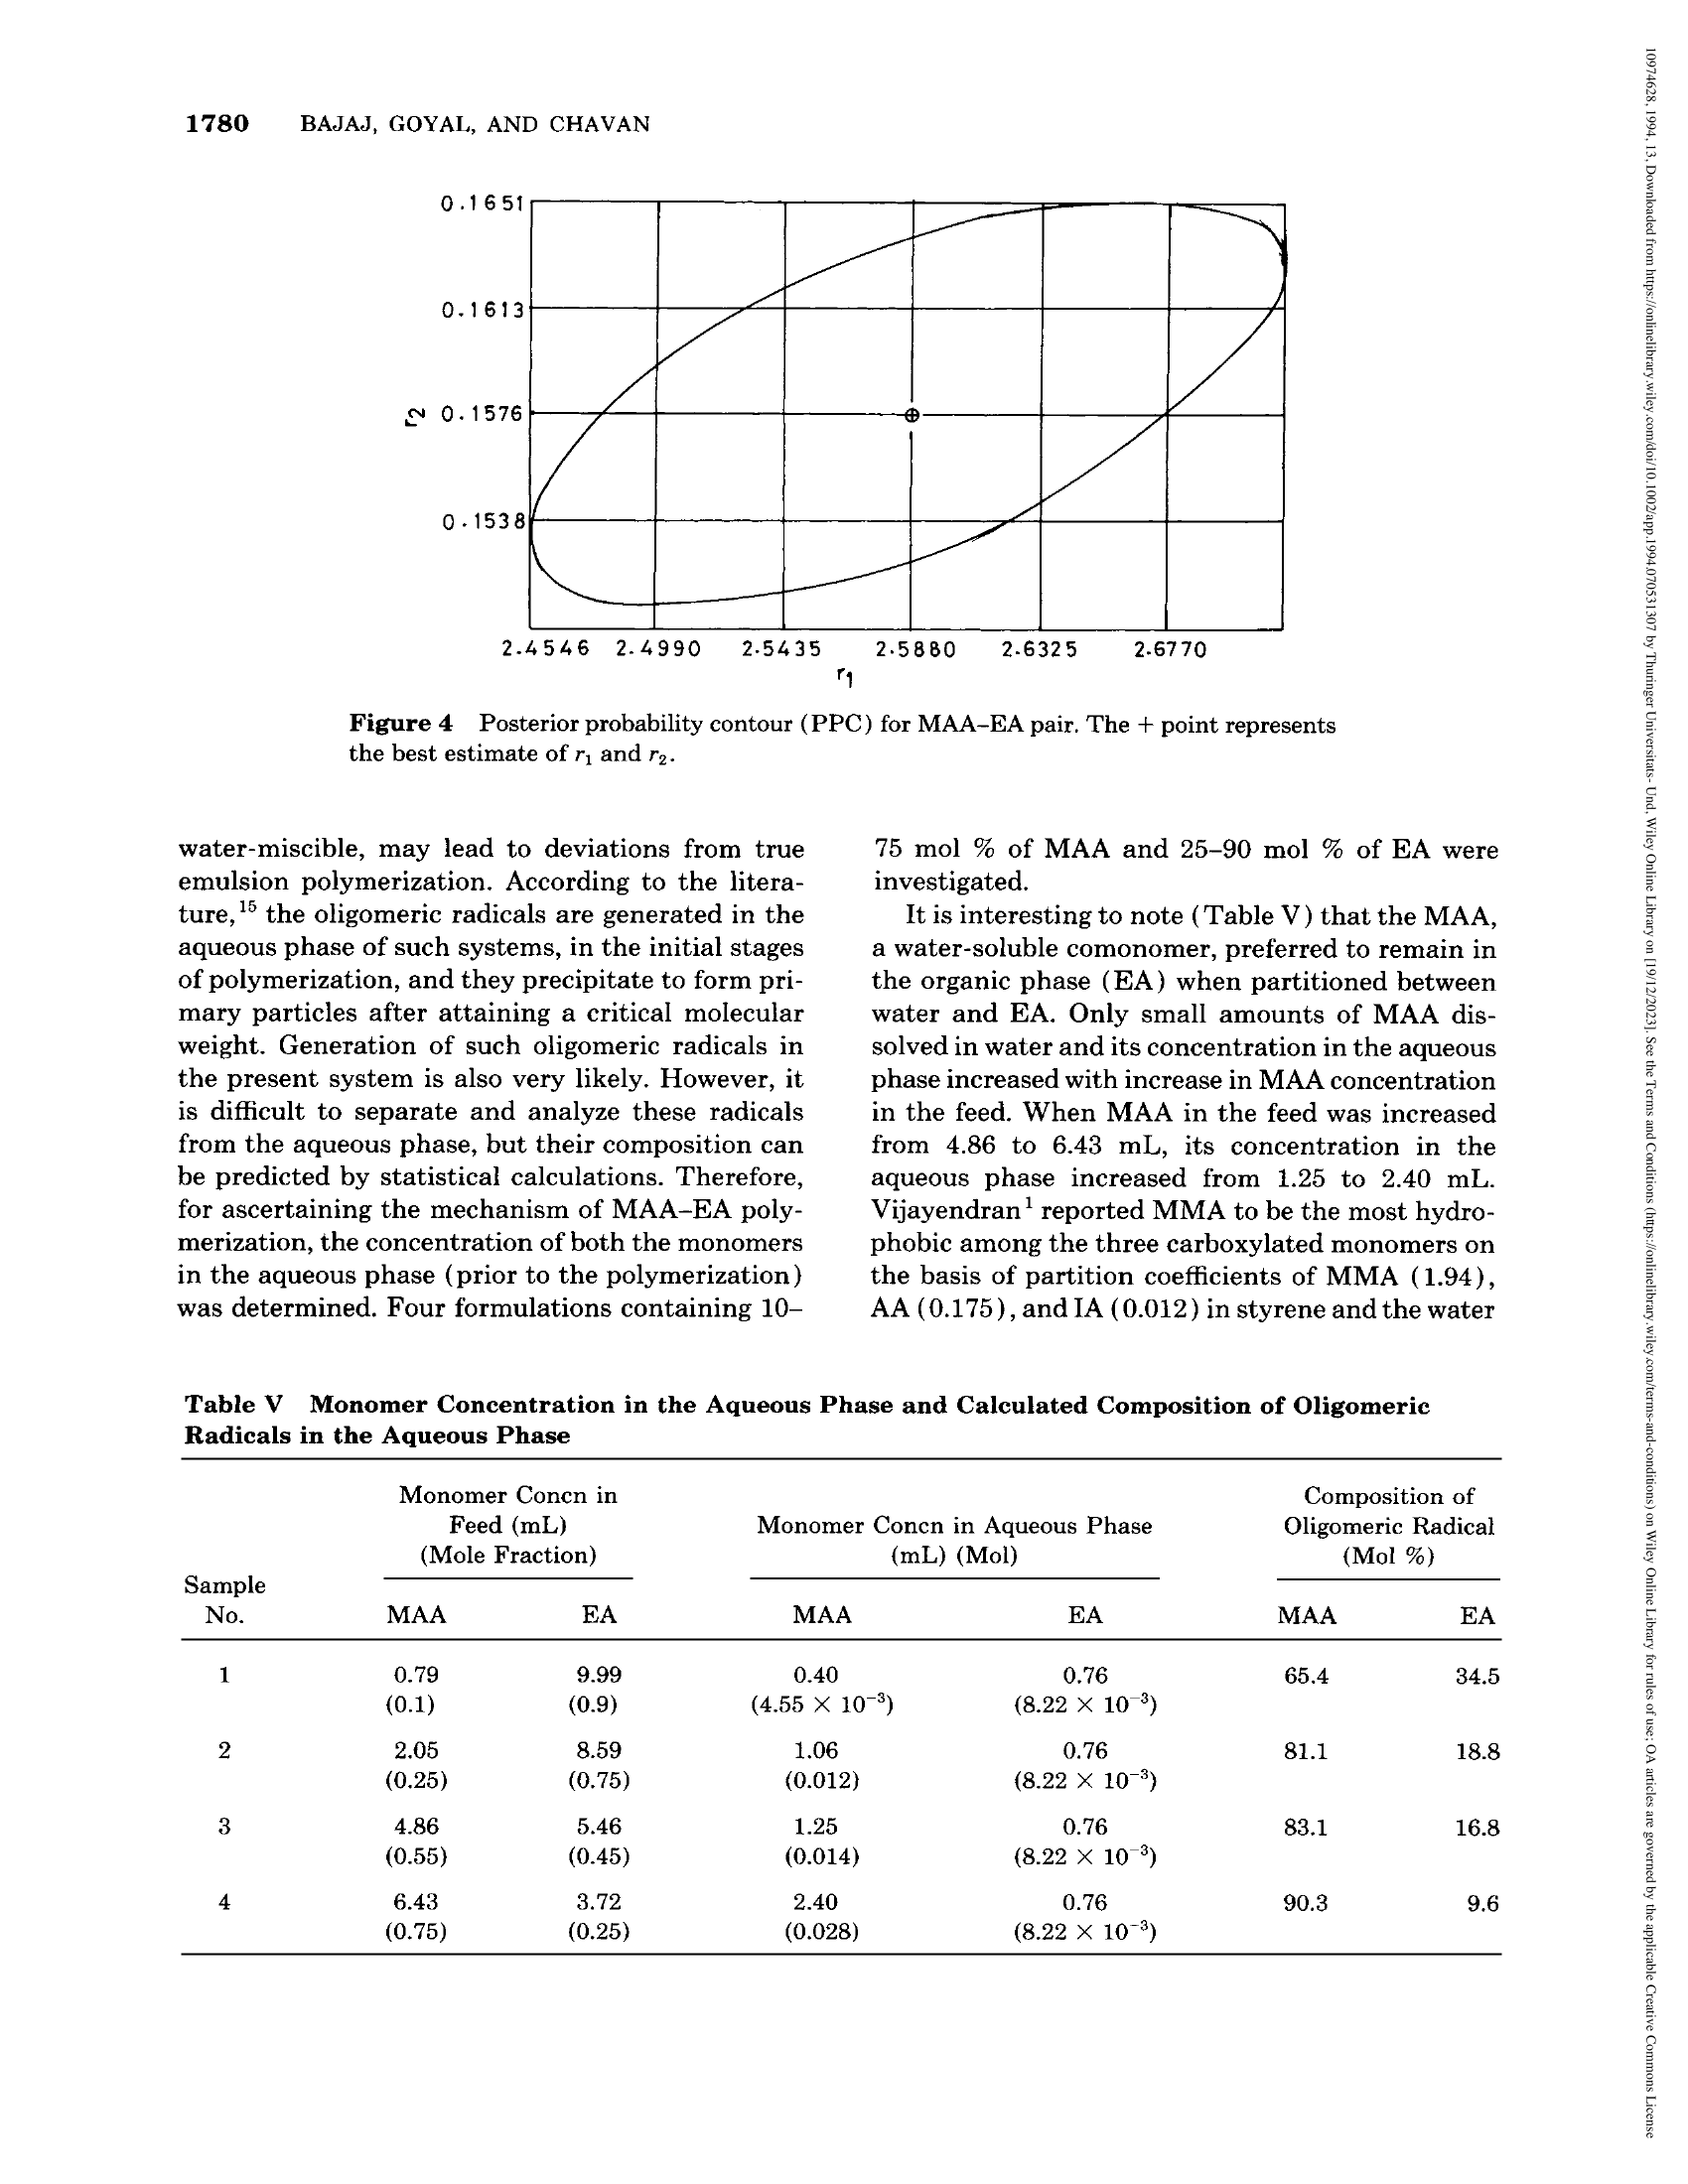 1780 BAJAJ, GOYAL, AND CHAVAN
0.1651
0.1613
r2 0.1576
0.1538
2.4546 2.4990 2.5435 2.5880 2.6325 2.6770
r1
Figure 4 Posterior probability contour (PPC) for MAA–EA pair. The + point represents
the best estimate of r1 and r2.
water-miscible, may lead to deviations from true
emulsion polymerization. According to the litera-
ture,15 the oligomeric radicals are generated in the
aqueous phase of such systems, in the initial stages
of polymerization, and they precipitate to form pri-
mary particles after attaining a critical molecular
weight. Generation of such oligomeric radicals in
the present system is also very likely. However, it
is difficult to separate and analyze these radicals
from the aqueous phase, but their composition can
be predicted by statistical calculations. Therefore,
for ascertaining the mechanism of MAA–EA poly-
merization, the concentration of both the monomers
in the aqueous phase (prior to the polymerization)
was determined. Four formulations containing 10–
75 mol % of MAA and 25–90 mol % of EA were
investigated.
It is interesting to note (Table V) that the MAA,
a water-soluble comonomer, preferred to remain in
the organic phase (EA) when partitioned between
water and EA. Only small amounts of MAA dis-
solved in water and its concentration in the aqueous
phase increased with increase in MAA concentration
in the feed. When MAA in the feed was increased
from 4.86 to 6.43 mL, its concentration in the
aqueous phase increased from 1.25 to 2.40 mL.
Vijayendran1 reported MMA to be the most hydro-
phobic among the three carboxylated monomers on
the basis of partition coefficients of MMA (1.94),
AA (0.175), and IA (0.012) in styrene and the water
Table V Monomer Concentration in the Aqueous Phase and Calculated Composition of Oligomeric
Radicals in the Aqueous Phase
Monomer Concn in Composition of
Feed (mL) Monomer Concn in Aqueous Phase Oligomeric Radical
(Mole Fraction) (mL) (Mol) (Mol %)
Sample
No. MAA EA MAA EA MAA EA
1 0.79 9.99 0.40 0.76 65.4 34.5
(0.1) (0.9) (4.55 × 10−3) (8.22 × 10−3)
2 2.05 8.59 1.06 0.76 81.1 18.8
(0.25) (0.75) (0.012) (8.22 × 10−3)
3 4.86 5.46 1.25 0.76 83.1 16.8
(0.55) (0.45) (0.014) (8.22 × 10−3)
4 6.43 3.72 2.40 0.76 90.3 9.6
(0.75) (0.25) (0.028) (8.22 × 10−3)
10974628, 1994, 13, Downloaded from https://onlinelibrary.wiley.com/doi/10.1002/app.1994.070531307 by Thuringer Universitats- Und, Wiley Online Library on [19/12/2023]. See the Terms and Conditions (https://onlinelibrary.wiley.com/terms-and-conditions) on Wiley Online Library for rules of use; OA articles are governed by the applicable Creative Commons License